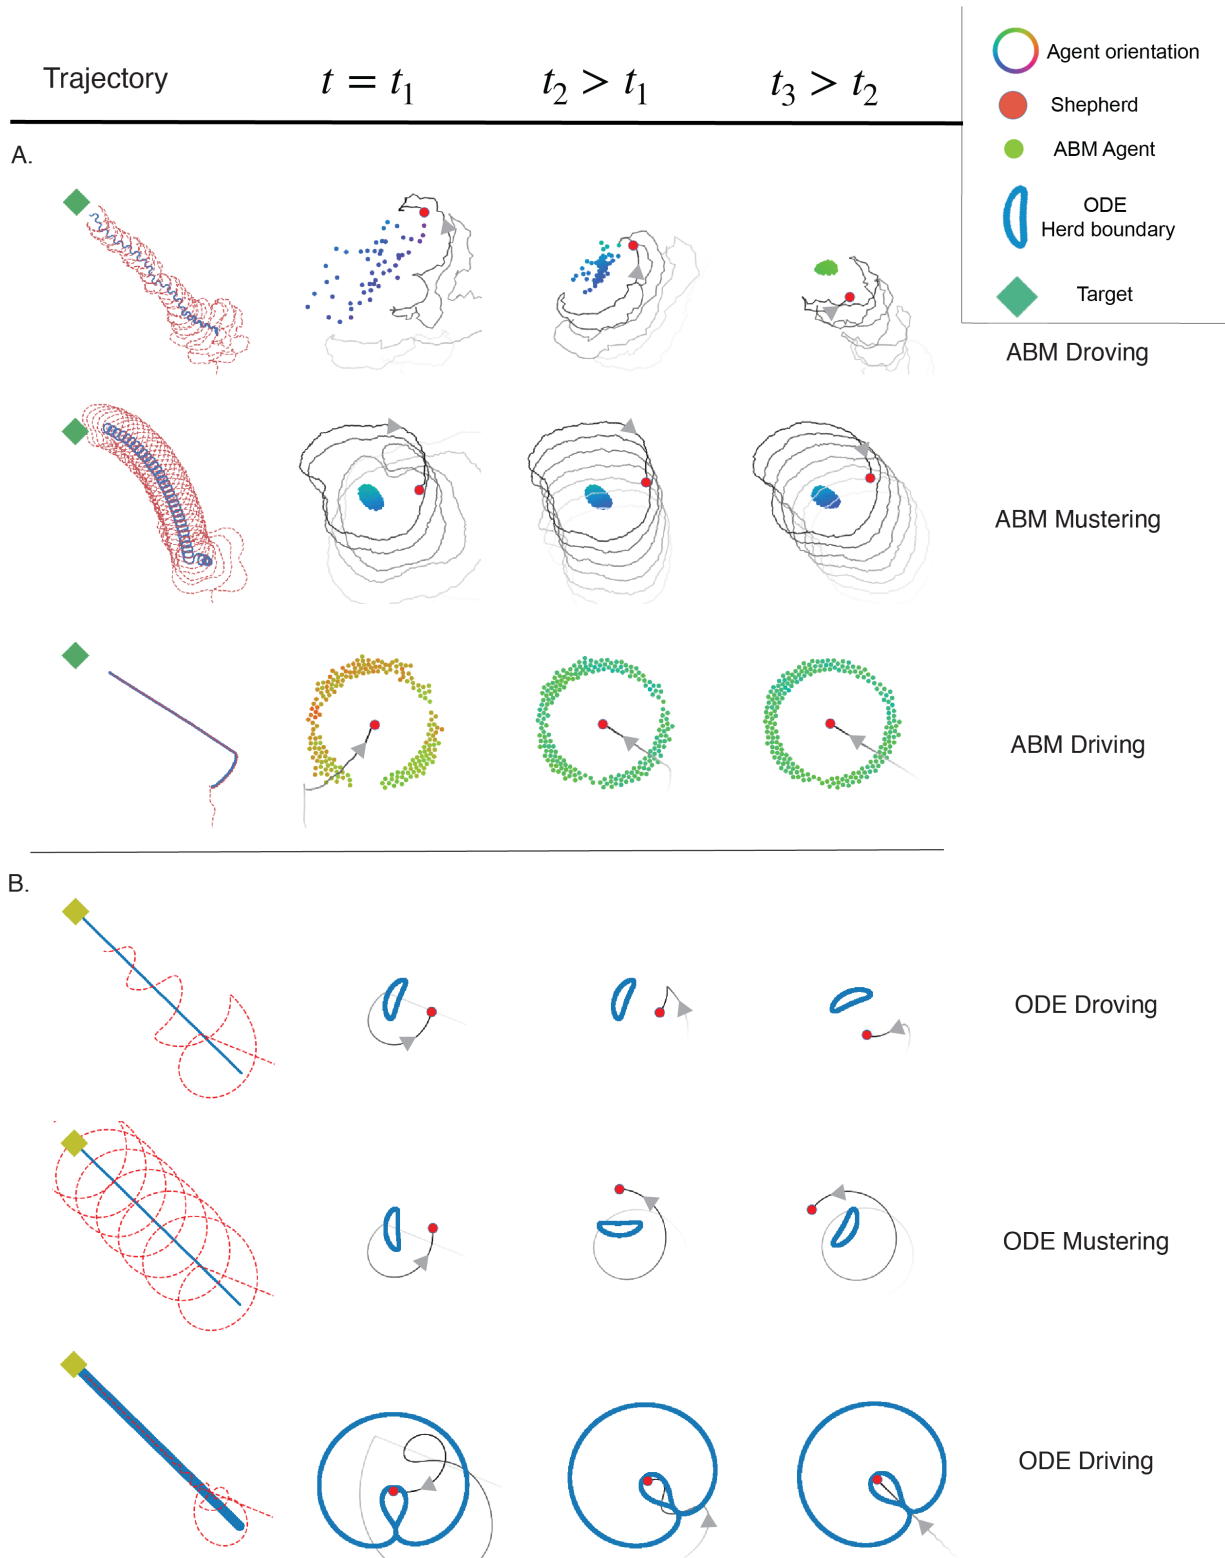 Trajectory
t = t₁
t₂ > t₁
t₃ > t₂
Agent orientation
Shepherd
ABM Agent
ODE
Herd boundary
Target
A.
ABM Droving
ABM Mustering
ABM Driving
B.
ODE Droving
ODE Mustering
ODE Driving